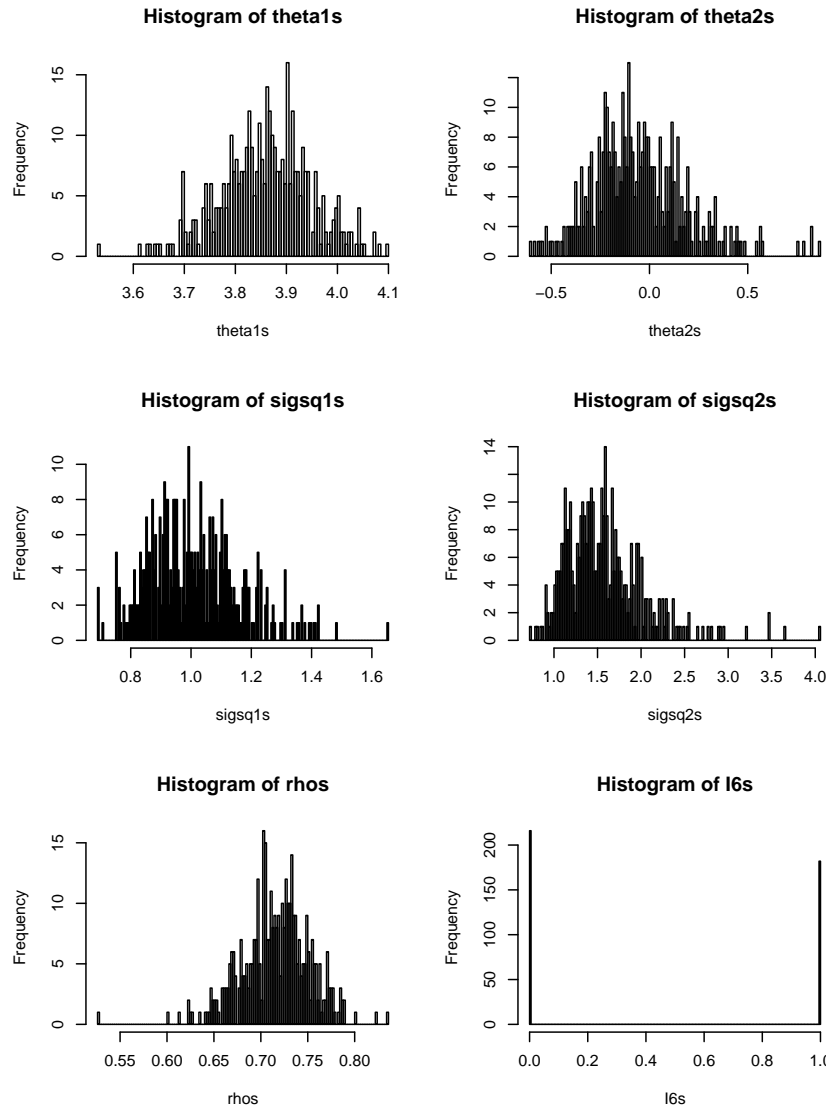 Histogram of theta1s
Frequency
0 5 10 15
3.6 3.7 3.8 3.9 4.0 4.1
theta1s
Histogram of theta2s
Frequency
0 2 4 6 8 10
−0.5 0.0 0.5
theta2s
Histogram of sigsq1s
Frequency
0 2 4 6 8 10
0.8 1.0 1.2 1.4 1.6
sigsq1s
Histogram of sigsq2s
Frequency
0 2 4 6 8 10 14
1.0 1.5 2.0 2.5 3.0 3.5 4.0
sigsq2s
Histogram of rhos
Frequency
0 5 10 15
0.55 0.60 0.65 0.70 0.75 0.80
rhos
Histogram of I6s
Frequency
0 50 100 150 200
0.0 0.2 0.4 0.6 0.8
I6s